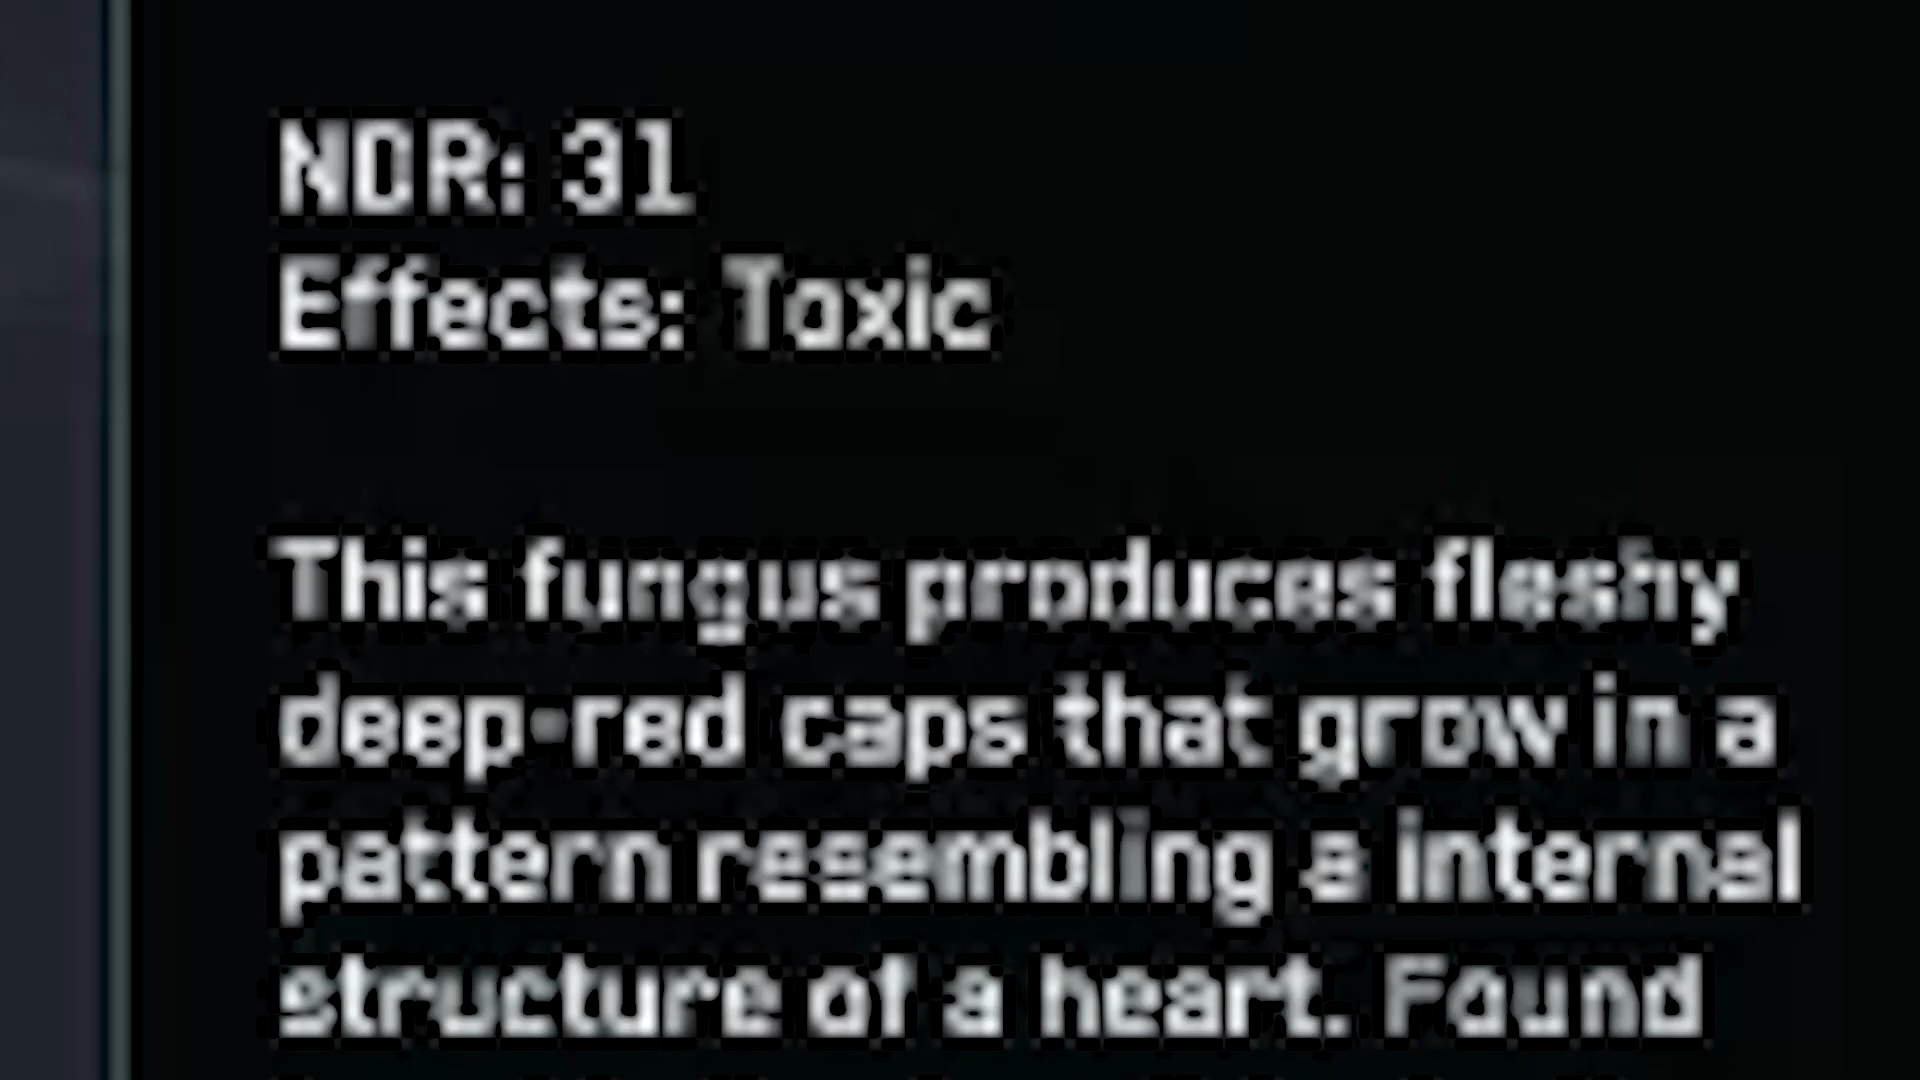 NDR: 31
Effects: Toxic
This fungus produces fleshy
deep-red caps that grow in a
pattern resembling a internal
structure of a heart. Found